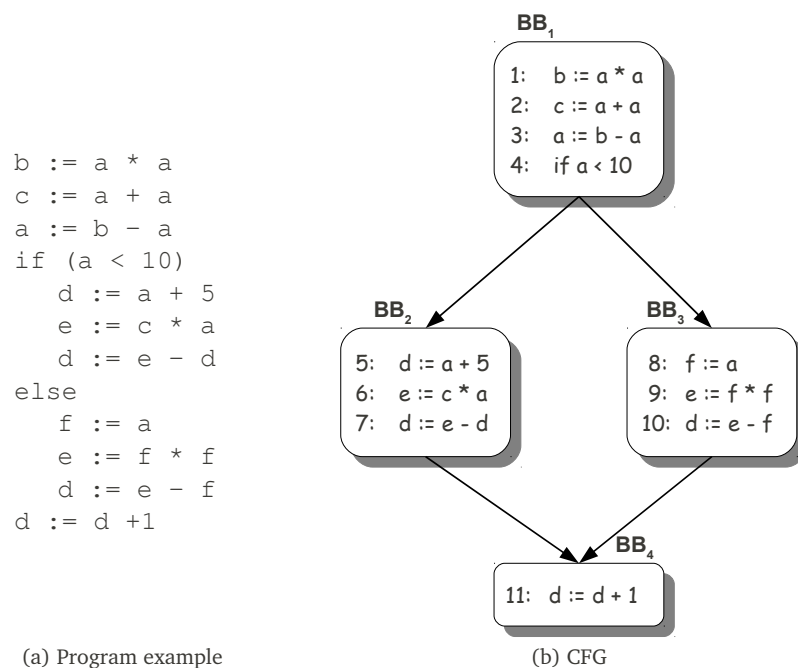 b := a * a
c := a + a
a := b - a
if (a < 10)
d := a + 5
e := c * a
d := e - d
else
f := a
e := f * f
d := e - f
d := d +1
(a) Program example
BB1
1: b := a * a
2: c := a + a
3: a := b - a
4: if a < 10
BB2
5: d := a + 5
6: e := c * a
7: d := e - d
BB3
8: f := a
9: e := f * f
10: d := e - f
BB4
11: d := d + 1
(b) CFG